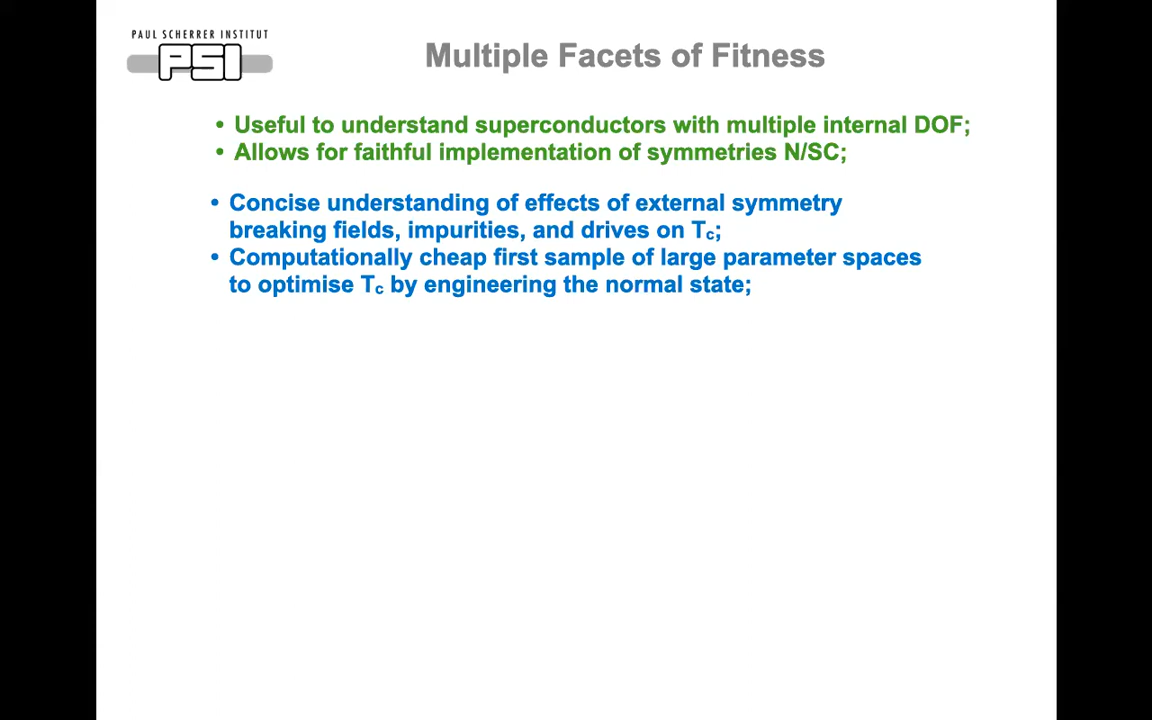 PAUL SCHERRER INSTITUT
PSI
Multiple Facets of Fitness
• Useful to understand superconductors with multiple internal DOF;
• Allows for faithful implementation of symmetries N/SC;
• Concise understanding of effects of external symmetry
breaking fields, impurities, and drives on Tc;
• Computationally cheap first sample of large parameter spaces
to optimise Tc by engineering the normal state;